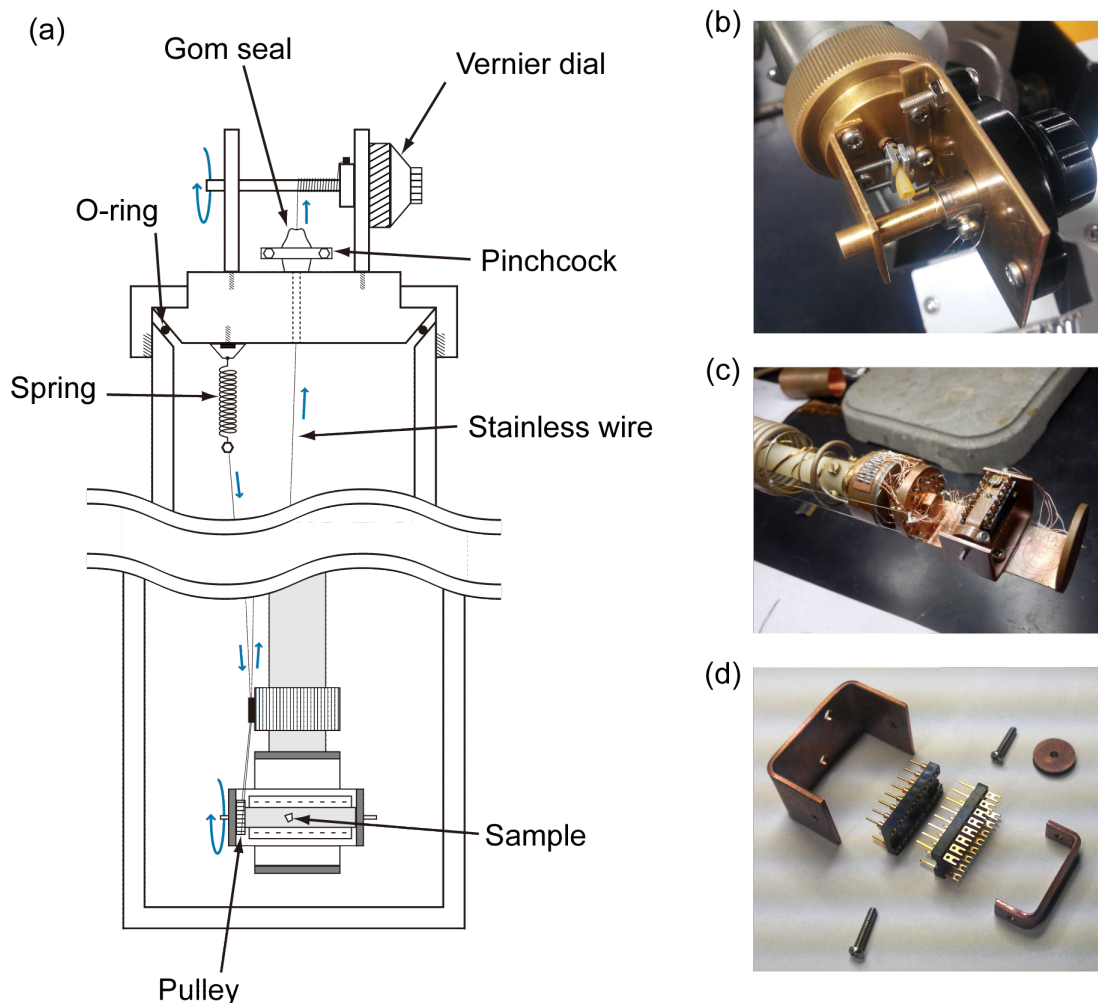 (a)
Gom seal
Vernier dial
O-ring
Pinchcock
Spring
Stainless wire
Sample
Pulley
(b)
(c)
(d)